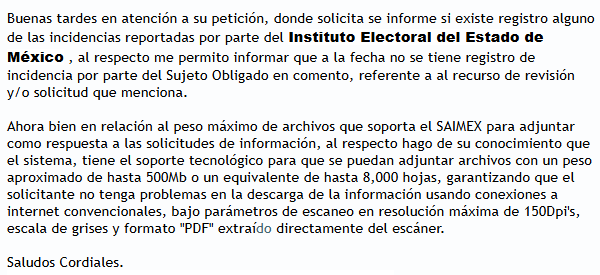 Buenas tardes en atención a su petición, donde solicita se informe si existe registro alguno
de las incidencias reportadas por parte del Instituto Electoral del Estado de
México , al respecto me permito informar que a la fecha no se tiene registro de
incidencia por parte del Sujeto Obligado en comento, referente a al recurso de revisión
y/o solicitud que menciona.
Ahora bien en relación al peso máximo de archivos que soporta el SAIMEX para adjuntar
como respuesta a las solicitudes de información, al respecto hago de su conocimiento que
el sistema, tiene el soporte tecnológico para que se puedan adjuntar archivos con un peso
aproximado de hasta 500Mb o un equivalente de hasta 8,000 hojas, garantizando que el
solicitante no tenga problemas en la descarga de la información usando conexiones a
internet convencionales, bajo parámetros de escaneo en resolución máxima de 150Dpi's,
escala de grises y formato "PDF" extraído directamente del escáner.
Saludos Cordiales.